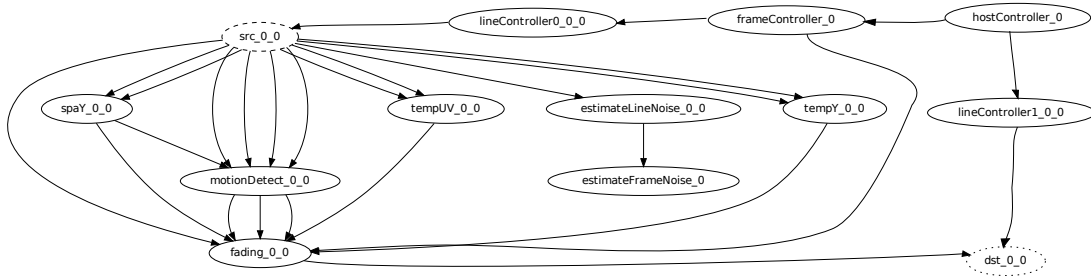 lineController0_0_0
frameController_0
hostController_0
src_0_0
spaY_0_0
tempUV_0_0
estimateLineNoise_0_0
tempY_0_0
lineController1_0_0
motionDetect_0_0
estimateFrameNoise_0
fading_0_0
dst_0_0